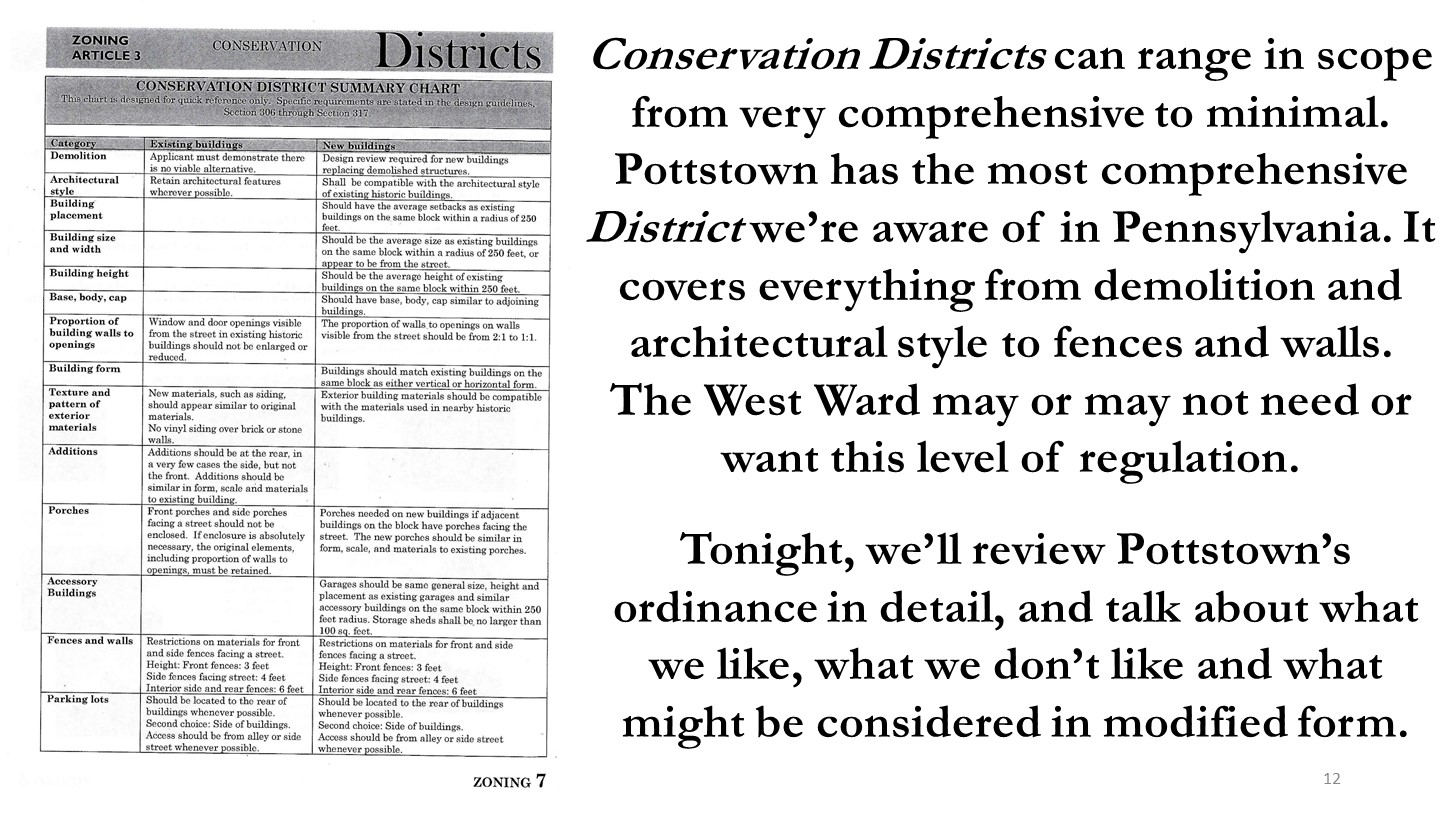 ZONING
ARTICLE 3
CONSERVATION
Districts
CONSERVATION DISTRICT SUMMARY CHART
This chart is designed for quick reference only. Specific requirements are stated in the design guidelines,
Section 306 through Section 317.
Category Existing buildings New buildings
Demolition
Applicant must demonstrate there
is no viable alternative.
Design review required for new buildings
replacing demolished structures.
Architectural
style
Retain architectural features
wherever possible.
Shall be compatible with the architectural style
of existing historic buildings.
Building
placement
Should have the average setbacks as existing
buildings on the same block within a radius of 250
feet.
Building size
and width
Should be the average size as existing buildings
on the same block within a radius of 250 feet, or
appear to be from the street.
Building height
Should be the average height of existing
buildings on the same block within 250 feet.
Base, body, cap
Should have base, body, cap similar to adjoining
buildings.
Proportion of
building walls to
openings
Window and door openings visible
from the street in existing historic
buildings should not be enlarged or
reduced.
The proportion of walls to openings on walls
visible from the street should be from 2:1 to 1:1.
Building form
Buildings should match existing buildings on the
same block as either vertical or horizontal form.
Texture and
pattern of
exterior
materials
New materials, such as siding,
should appear similar to original
materials.
No vinyl siding over brick or stone
walls.
Exterior building materials should be compatible
with the materials used in nearby historic
buildings.
Additions
Additions should be at the rear, in
a very few cases the side, but not
the front. Additions should be
similar in form, scale and materials
to existing building.
Porches
Front porches and side porches
facing a street should not be
enclosed. If enclosure is absolutely
necessary, the original elements,
including proportion of walls to
openings, must be retained.
Porches needed on new buildings if adjacent
buildings on the block have porches facing the
street. The new porches should be similar in
form, scale, and materials to existing porches.
Accessory
Buildings
Garages should be same general size, height and
placement as existing garages and similar
accessory buildings on the same block within 250
feet radius. Storage sheds shall be no larger than
100 sq. feet.
Fences and walls
Restrictions on materials for front
and side fences facing a street.
Height: Front fences: 3 feet
Side fences facing street: 4 feet
Interior side and rear fences: 6 feet
Restrictions on materials for front and side
fences facing a street.
Height: Front fences: 3 feet
Side fences facing street: 4 feet
Interior side and rear fences: 6 feet
Parking lots
Should be located to the rear of
buildings whenever possible.
Second choice: Side of buildings.
Access should be from alley or side
street whenever possible.
Should be located to the rear of buildings
whenever possible.
Second choice: Side of buildings.
Access should be from alley or side street
whenever possible.
ZONING 7
Conservation Districts can range in scope
from very comprehensive to minimal.
Pottstown has the most comprehensive
District we're aware of in Pennsylvania. It
covers everything from demolition and
architectural style to fences and walls.
The West Ward may or may not need or
want this level of regulation.
Tonight, we'll review Pottstown's
ordinance in detail, and talk about what
we like, what we don't like and what
might be considered in modified form.
12